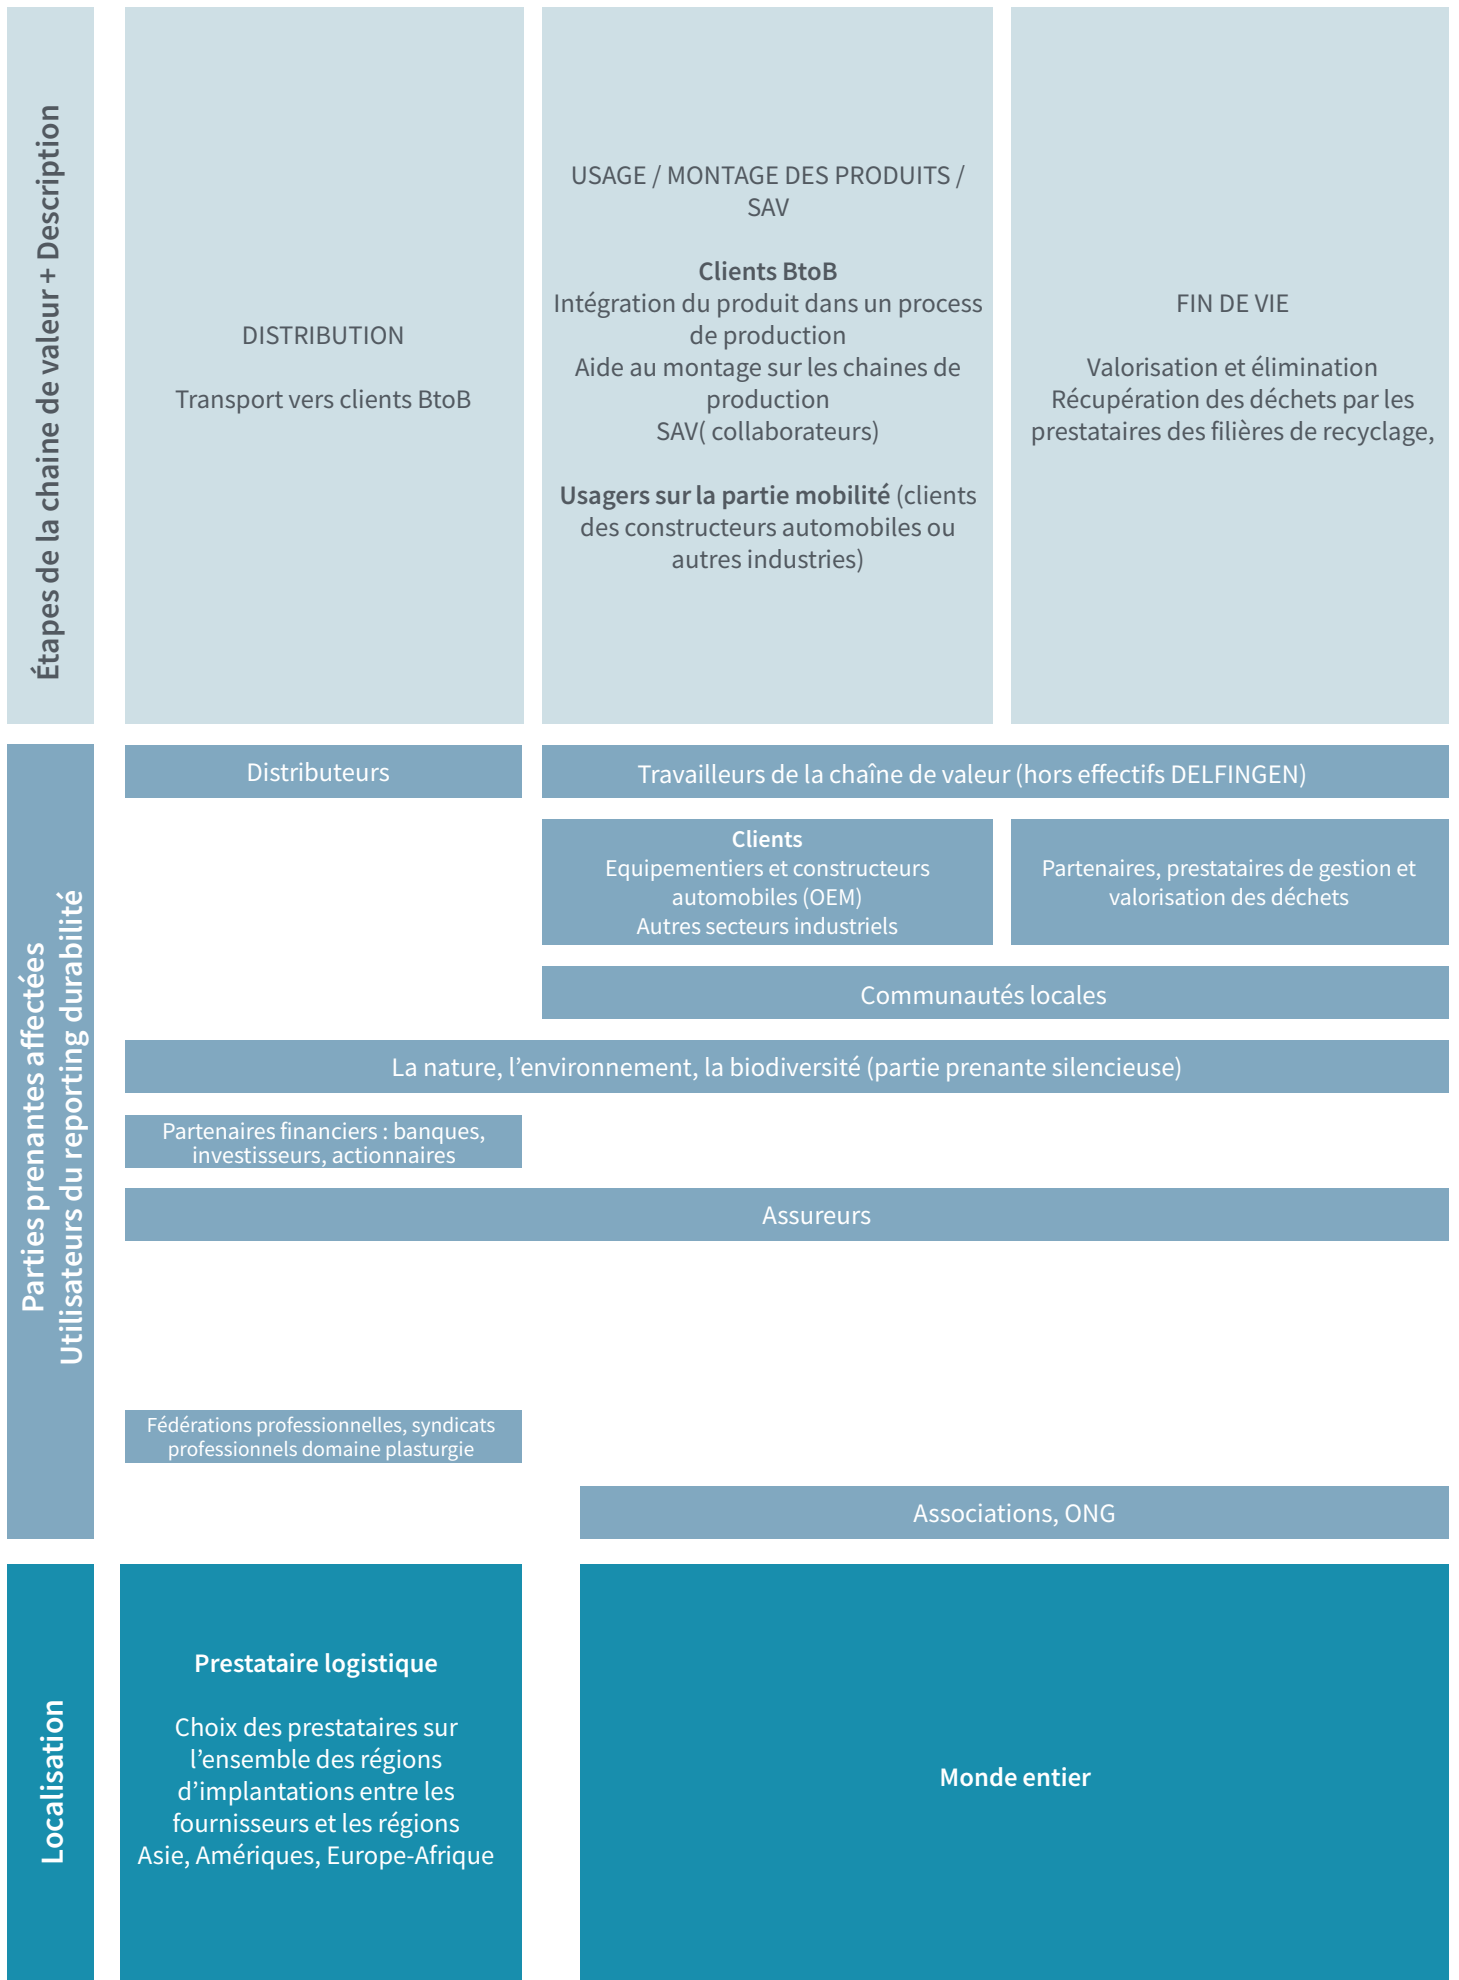 Étapes de la chaine de valeur + Description
DISTRIBUTION
Transport vers clients BtoB
USAGE / MONTAGE DES PRODUITS /
SAV
Clients BtoB
Intégration du produit dans un process
de production
Aide au montage sur les chaines de
production
SAV( collaborateurs)
Usagers sur la partie mobilité (clients
des constructeurs automobiles ou
autres industries)
FIN DE VIE
Valorisation et élimination
Récupération des déchets par les
prestataires des filières de recyclage,
Parties prenantes affectées
Utilisateurs du reporting durabilité
Distributeurs
Travailleurs de la chaîne de valeur (hors effectifs DELFINGEN)
Clients
Equipementiers et constructeurs
automobiles (OEM)
Autres secteurs industriels
Partenaires, prestataires de gestion et
valorisation des déchets
Communautés locales
La nature, l’environnement, la biodiversité (partie prenante silencieuse)
Partenaires financiers : banques,
investisseurs, actionnaires
Assureurs
Fédérations professionnelles, syndicats
professionnels domaine plasturgie
Associations, ONG
Localisation
Prestataire logistique
Choix des prestataires sur
l’ensemble des régions
d’implantations entre les
fournisseurs et les régions
Asie, Amériques, Europe-Afrique
Monde entier